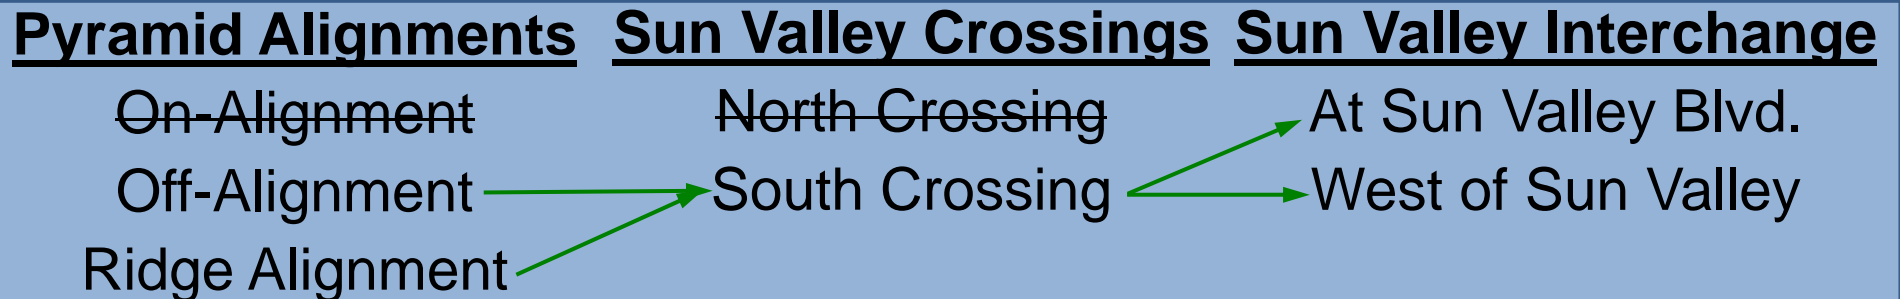 Pyramid Alignments Sun Valley Crossings Sun Valley Interchange
On-Alignment North Crossing At Sun Valley Blvd.
Off-Alignment South Crossing West of Sun Valley
Ridge Alignment